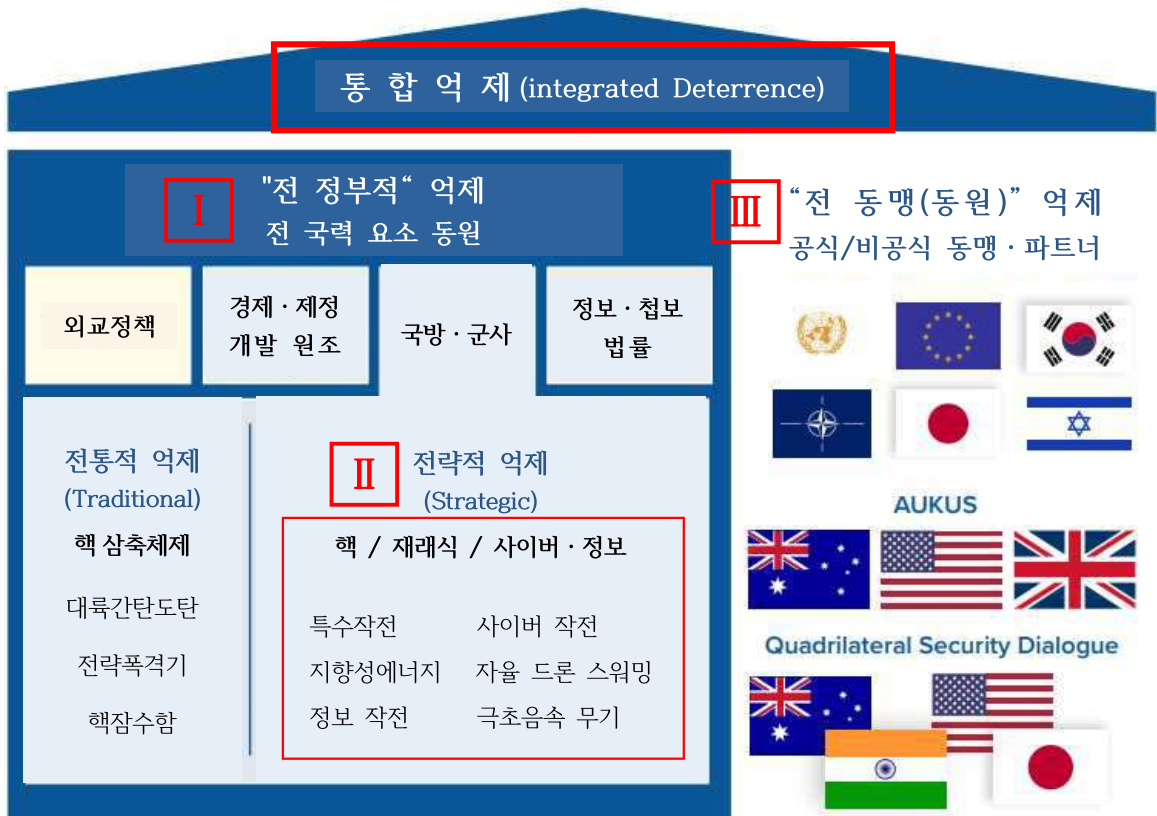 통 합 억 제 (integrated Deterrence)
Ⅰ
"전 정부적“ 억제
전 국력 요소 동원
외교정책
경제 · 제정
개발 원조
국방 · 군사
정보 · 첩보
법률
전통적 억제
(Traditional)
핵 삼축체제
대륙간탄도탄
전략폭격기
핵잠수함
Ⅱ
전략적 억제
(Strategic)
핵 / 재래식 / 사이버 · 정보
특수작전 사이버 작전
지향성에너지 자율 드론 스워밍
정보 작전 극초음속 무기
Ⅲ
“전 동맹(동원)” 억제
공식/비공식 동맹 · 파트너
AUKUS
Quadrilateral Security Dialogue